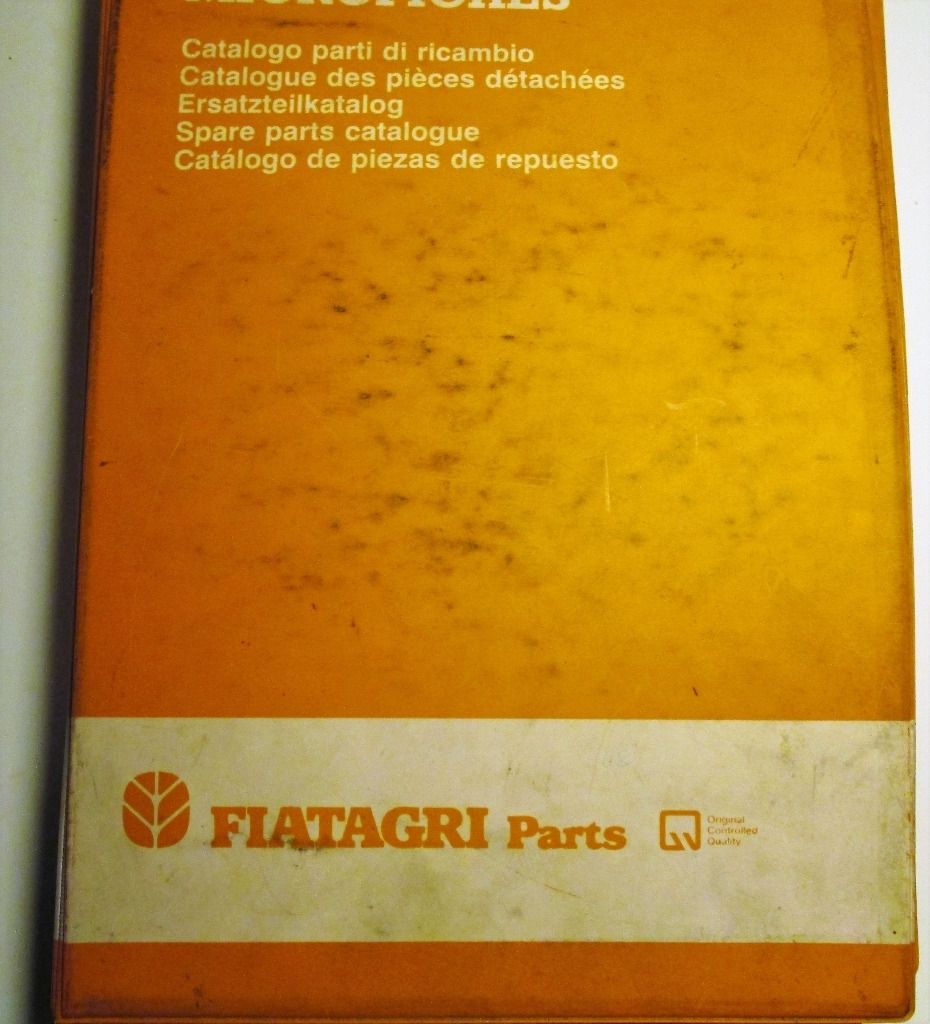 MICROFICHES
Catalogo parti di ricambio
Catalogue des pièces détachées
Ersatzteilkatalog
Spare parts catalogue
Catálogo de piezas de repuesto
FIATAGRI Parts
Original
Controlled
Quality